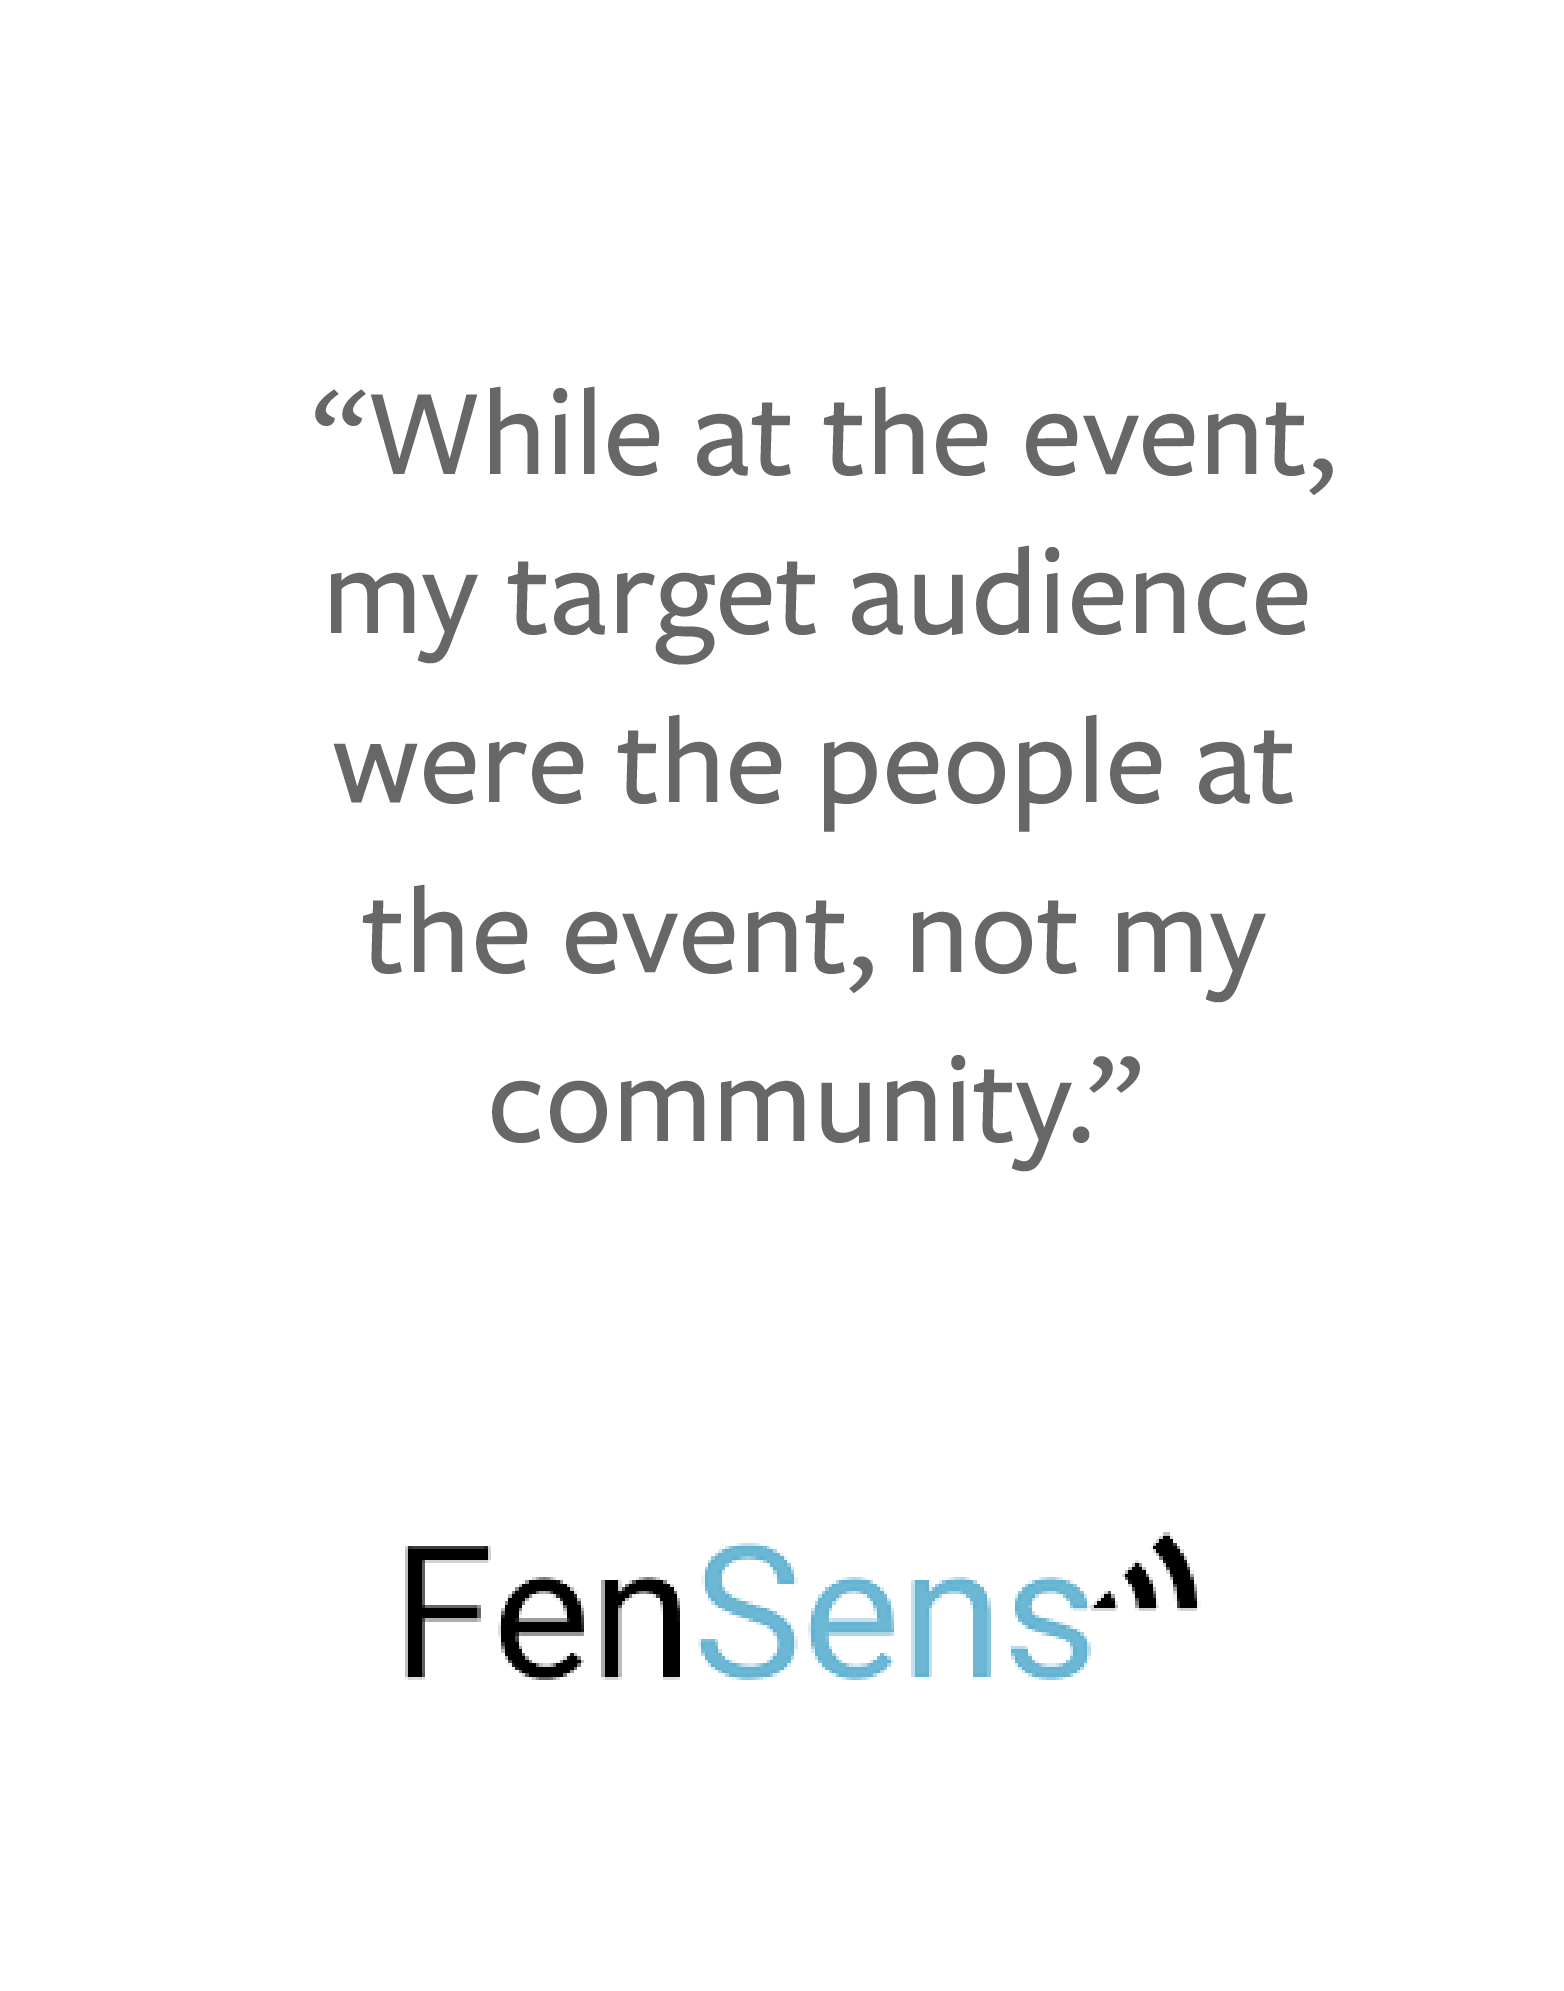 “While at the event,
my target audience
were the people at
the event, not my
community.”
FenSens